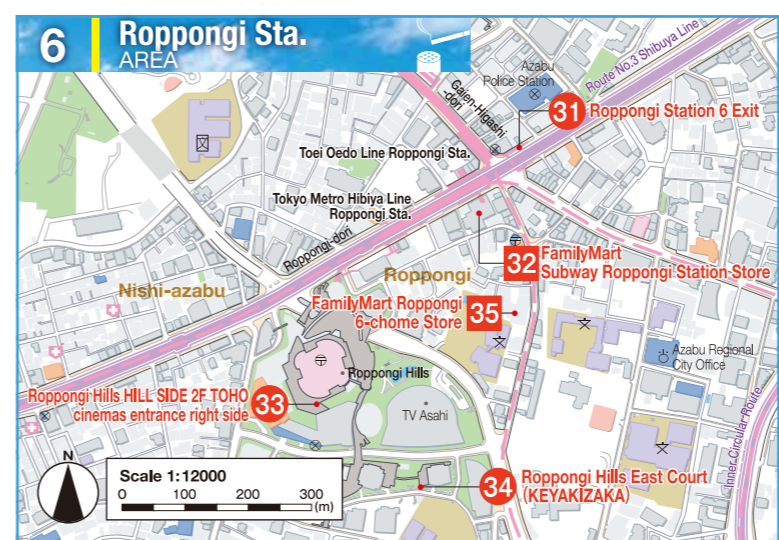 6
Roppongi Sta.
AREA
Azabu
Police Station
Route No.3 Shibuya Line
Gaien-Higashi
-dori
31 Roppongi Station 6 Exit
Toei Oedo Line Roppongi Sta.
Tokyo Metro Hibiya Line
Roppongi Sta.
Roppongi-dori
32 FamilyMart
Subway Roppongi Station Store
Roppongi
Nishi-azabu
FamilyMart Roppongi
6-chome Store 35
Azabu Regional
City Office
Roppongi Hills
Roppongi Hills HILL SIDE 2F TOHO
cinemas entrance right side 33
TV Asahi
Inner Circular Route
34 Roppongi Hills East Court
(KEYAKIZAKA)
N
Scale 1:12000
0 100 200 300
(m)